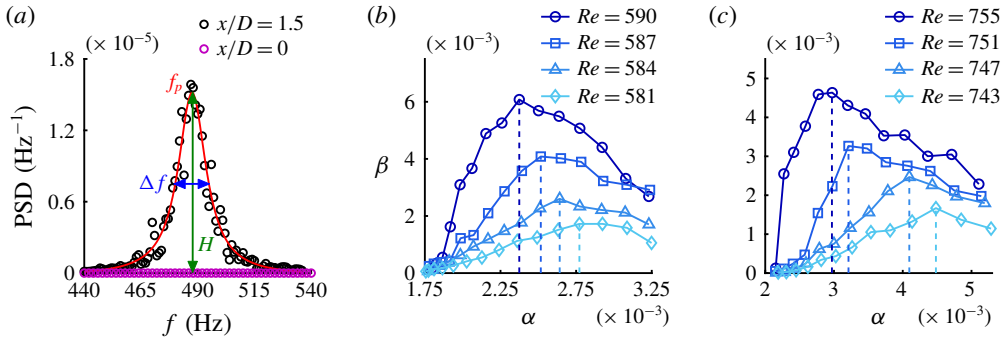 (a)
x/D = 1.5
x/D = 0
(× 10⁻⁵)
1.8
1.2
0.6
0
PSD (Hz⁻¹)
f_p
Δf
H
440
465
490
515
540
f (Hz)
(b)
Re = 590
Re = 587
Re = 584
Re = 581
(× 10⁻³)
6
4
2
0
β
1.75
2.25
2.75
3.25
α
(× 10⁻³)
(c)
Re = 755
Re = 751
Re = 747
Re = 743
(× 10⁻³)
5
4
3
2
1
0
2
3
4
5
α
(× 10⁻³)